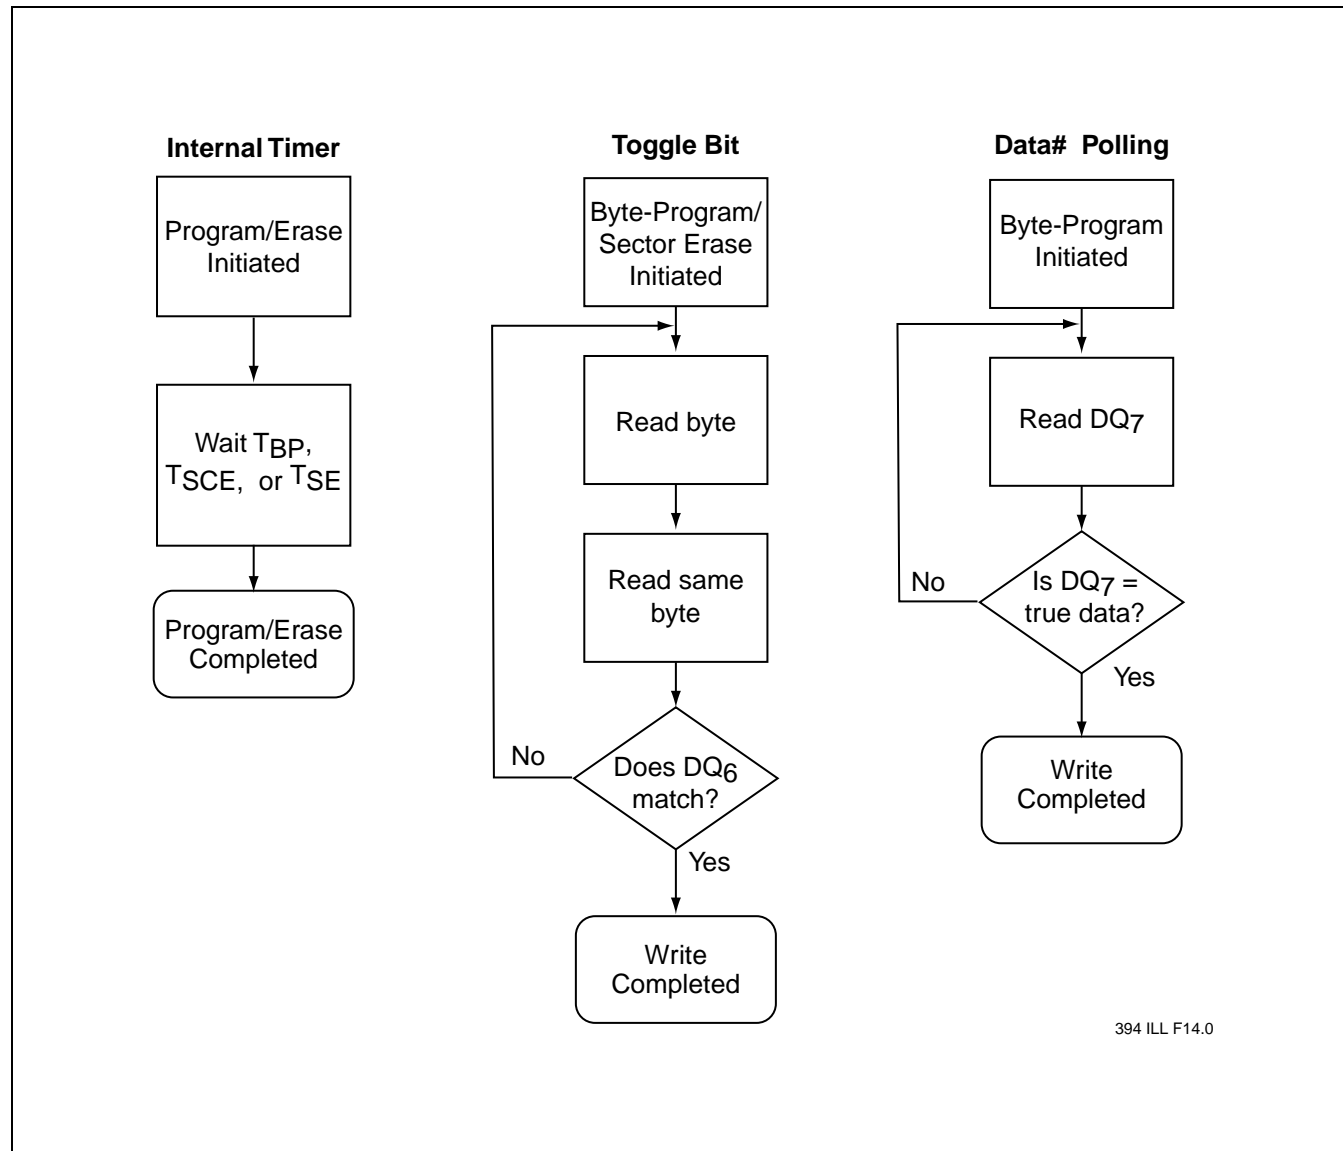 Internal Timer
Program/Erase
Initiated
Wait TBP,
TSCE, or TSE
Program/Erase
Completed
Toggle Bit
Byte-Program/
Sector Erase
Initiated
Read byte
Read same
byte
No
Does DQ6
match?
Yes
Write
Completed
Data# Polling
Byte-Program
Initiated
Read DQ7
No
Is DQ7 =
true data?
Yes
Write
Completed
394 ILL F14.0